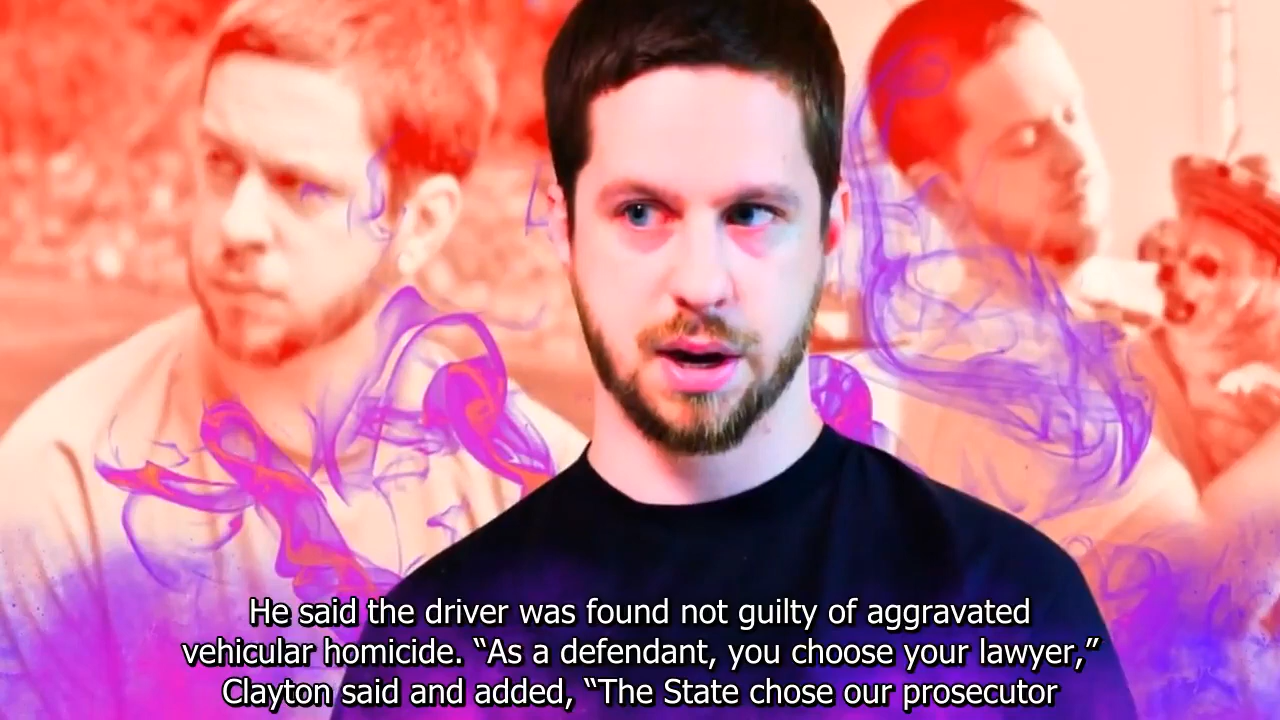 He said the driver was found not guilty of aggravated
vehicular homicide. “As a defendant, you choose your lawyer,”
Clayton said and added, “The State chose our prosecutor